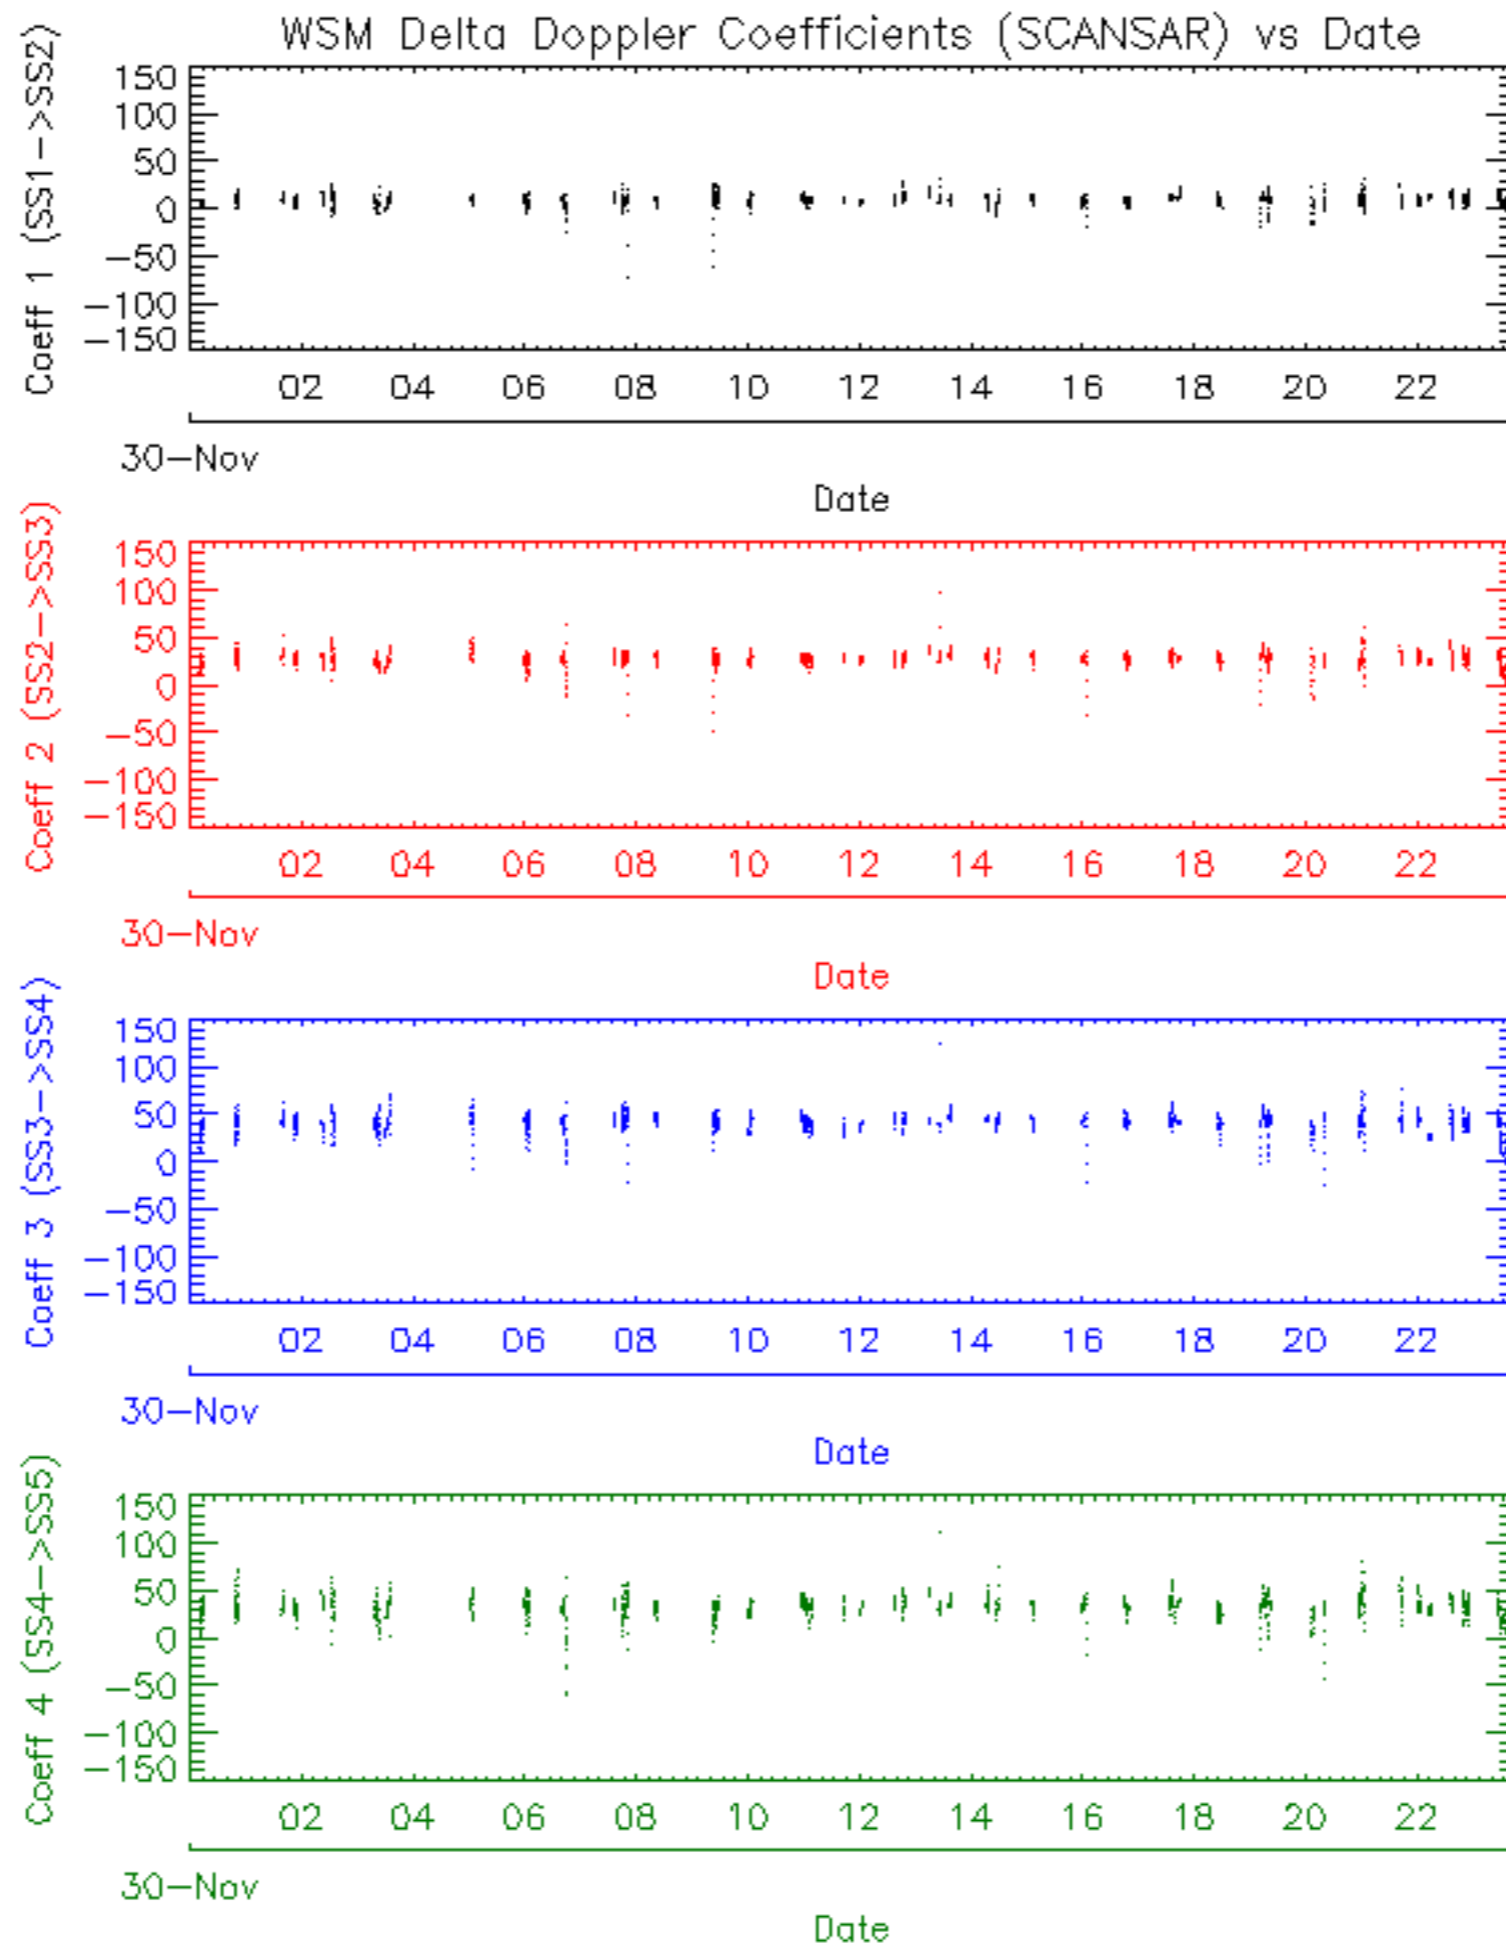 WSM Delta Doppler Coefficients (SCANSAR) vs Date
Coeff 1 (SS1->SS2)
150
100
50
0
-50
-100
-150
02 04 06 08 10 12 14 16 18 20 22
30-Nov
Date
Coeff 2 (SS2->SS3)
150
100
50
0
-50
-100
-150
02 04 06 08 10 12 14 16 18 20 22
30-Nov
Date
Coeff 3 (SS3->SS4)
150
100
50
0
-50
-100
-150
02 04 06 08 10 12 14 16 18 20 22
30-Nov
Date
Coeff 4 (SS4->SS5)
150
100
50
0
-50
-100
-150
02 04 06 08 10 12 14 16 18 20 22
30-Nov
Date